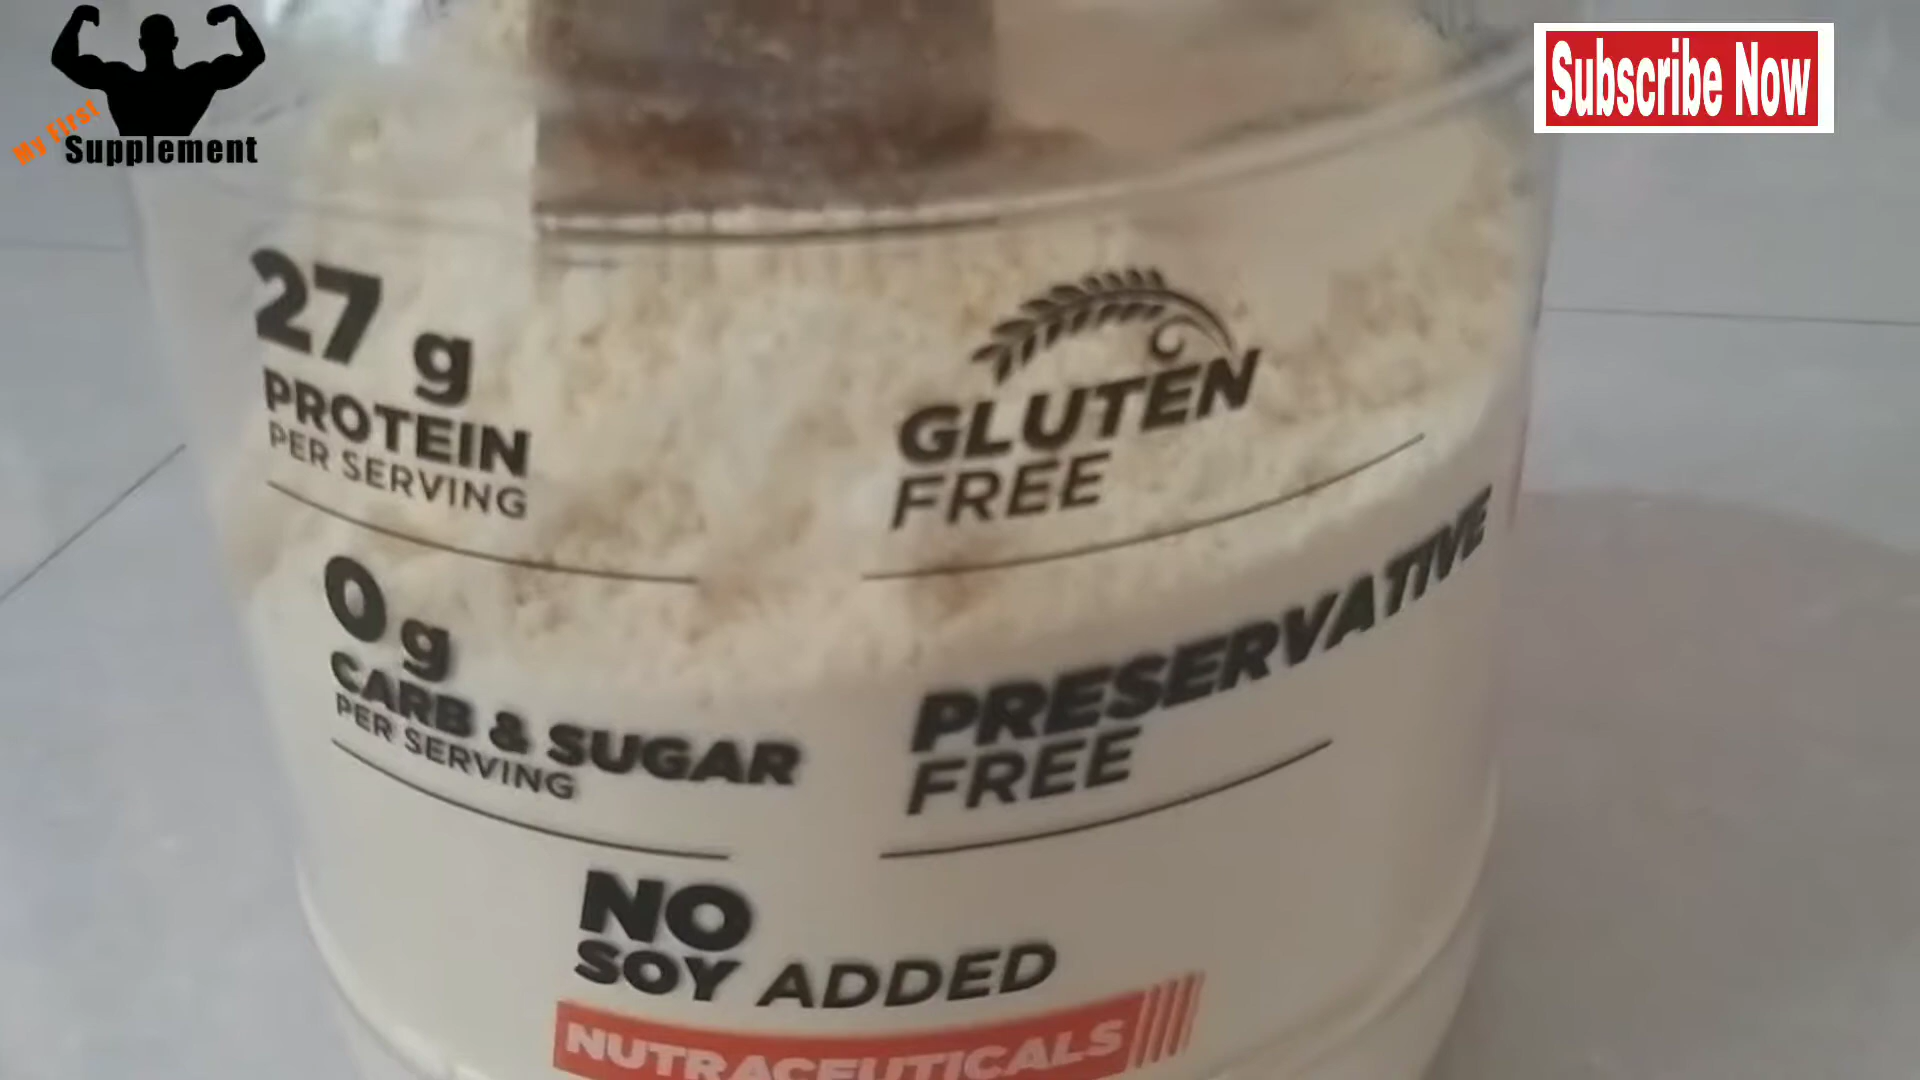 My First
Supplement
Subscribe Now
27 g
PROTEIN
PER SERVING
0 g
CARB & SUGAR
PER SERVING
GLUTEN
FREE
PRESERVATIVE
FREE
NO
SOY ADDED
NUTRACEUTICALS